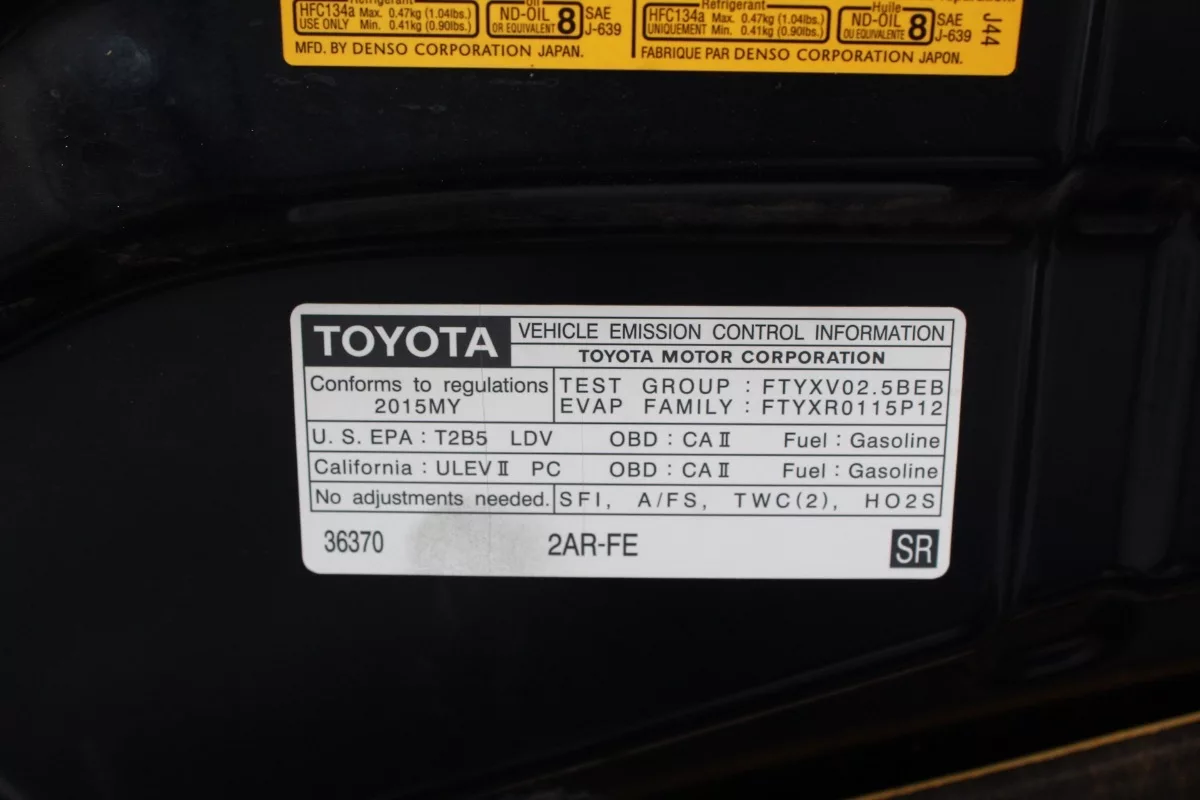 Refrigerant
HFC134a Max. 0.47kg (1.04lbs.)
USE ONLY Min. 0.41kg (0.90lbs.)
Oil
ND-OIL 8 SAE
OR EQUIVALENT J-639
MFD. BY DENSO CORPORATION JAPAN.
Refrigerant
HFC134a Max. 0.47kg (1.04lbs.)
UNIQUEMENT Min. 0.41kg (0.90lbs.)
Huile
ND-OIL 8 SAE
OU EQUIVALENTE J-639
FABRIQUE PAR DENSO CORPORATION JAPON.
J44
TOYOTA VEHICLE EMISSION CONTROL INFORMATION
TOYOTA MOTOR CORPORATION
Conforms to regulations
2015MY
TEST GROUP : FTYXV02.5BEB
EVAP FAMILY : FTYXR0115P12
U. S. EPA : T2B5 LDV OBD : CA II Fuel : Gasoline
California : ULEV II PC OBD : CA II Fuel : Gasoline
No adjustments needed. SFI, A/FS, TWC(2), HO2S
36370 2AR-FE SR